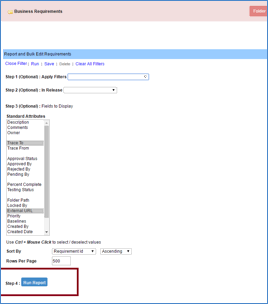 Business Requirements
Folder
Report and Bulk Edit Requirements
Close Filter | Run | Save | Delete | Clear All Filters
Step 1 (Optional) : Apply Filters
Step 2 (Optional) : In Release
Step 3 (Optional) : Fields to Display
Standard Attributes
Description
Comments
Owner
Trace To
Trace From
Approval Status
Approved By
Rejected By
Pending By
Percent Complete
Testing Status
Folder Path
Locked By
External URL
Priority
Baselines
Created By
Created Date
Use Ctrl + Mouse Click to select / deselect values
Sort By Requirement Id Ascending
Rows Per Page 500
Step 4 : Run Report